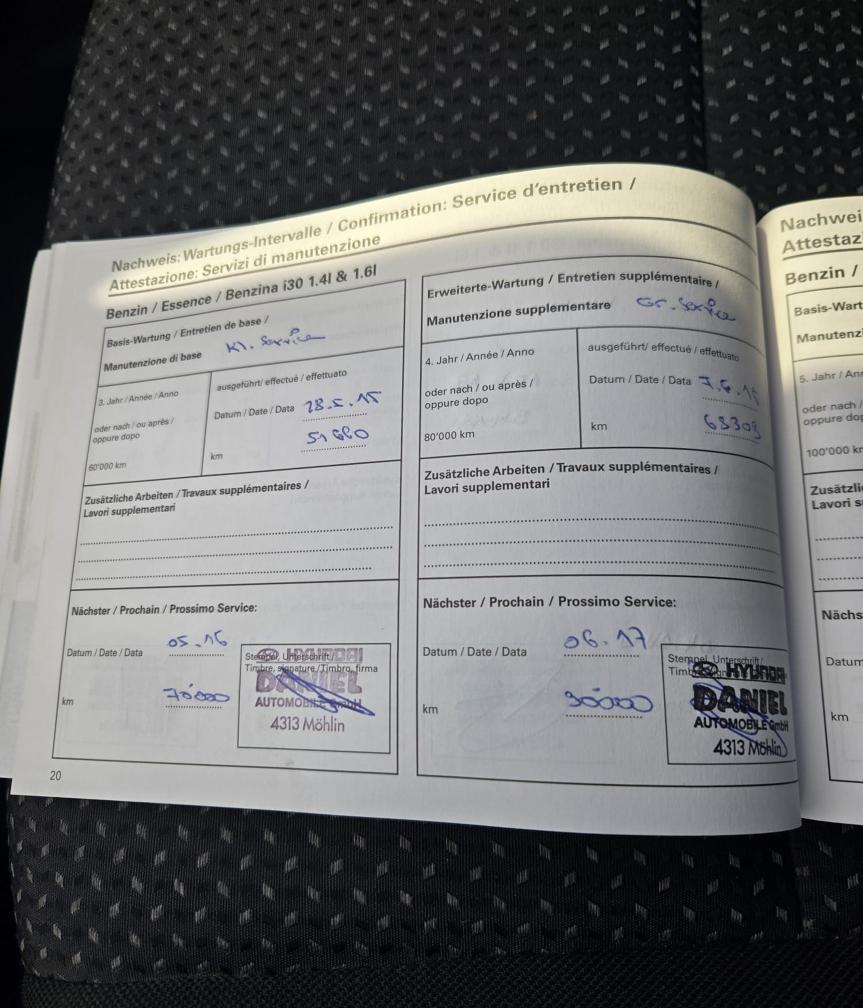 Nachweis: Wartungs-Intervalle / Confirmation: Service d'entretien /
Attestazione: Servizi di manutenzione
Benzin / Essence / Benzina i30 1.4l & 1.6l
Basis-Wartung / Entretien de base /
Manutenzione di base Kl. Service
3. Jahr / Année / Anno
oder nach / ou après /
oppure dopo
60'000 km
ausgeführt/ effectué / effettuato
Datum / Date / Data 28.5.15
km 51660
Zusätzliche Arbeiten / Travaux supplémentaires /
Lavori supplementari
Nächster / Prochain / Prossimo Service:
Datum / Date / Data 05.16
km 70'000
Stempel, Unterschrift/
Timbre, signature/Timbro, firma
HYUNDAI
DANIEL
AUTOMOBILE GmbH
4313 Möhlin
20
Erweiterte-Wartung / Entretien supplémentaire /
Manutenzione supplementare Gr. Service
4. Jahr / Année / Anno
oder nach / ou après /
oppure dopo
80'000 km
ausgeführt/ effectué / effettuato
Datum / Date / Data
km
Zusätzliche Arbeiten / Travaux supplémentaires /
Lavori supplementari
Nächster / Prochain / Prossimo Service:
Datum / Date / Data 06.17
km 90'000
Stempel, Unterschrift/
HYUNDAI
DANIEL
AUTOMOBILE GmbH
4313 Möhlin
Nachwei
Attestaz
Benzin /
Basis-Wart
Manutenz
5. Jahr / Ann
oder nach /
oppure dop
100'000 km
Zusätzlic
Lavori s
Nächs
Datum
km